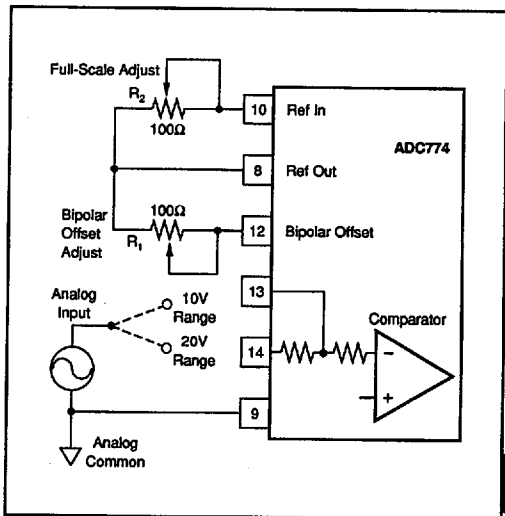 Full-Scale Adjust
R2
100Ω
10
Ref In
ADC774
8
Ref Out
Bipolar
Offset
Adjust
100Ω
R1
12
Bipolar Offset
13
Analog
Input
10V
Range
20V
Range
14
Comparator
−
+
9
Analog
Common